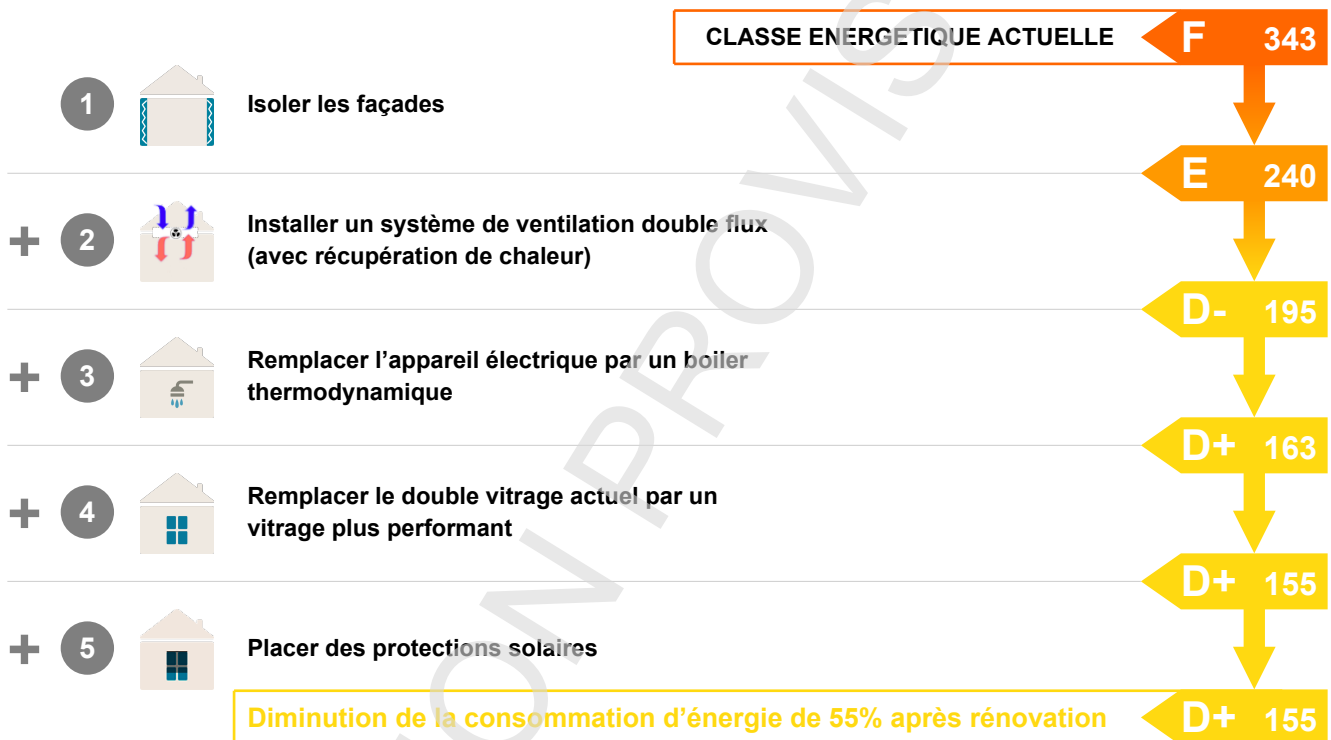 CLASSE ENERGETIQUE ACTUELLE F 343
1 Isoler les façades
E 240
+ 2 Installer un système de ventilation double flux
(avec récupération de chaleur)
D- 195
+ 3 Remplacer l'appareil électrique par un boiler
thermodynamique
D+ 163
+ 4 Remplacer le double vitrage actuel par un
vitrage plus performant
D+ 155
+ 5 Placer des protections solaires
Diminution de la consommation d'énergie de 55% après rénovation D+ 155
ON PROVIS